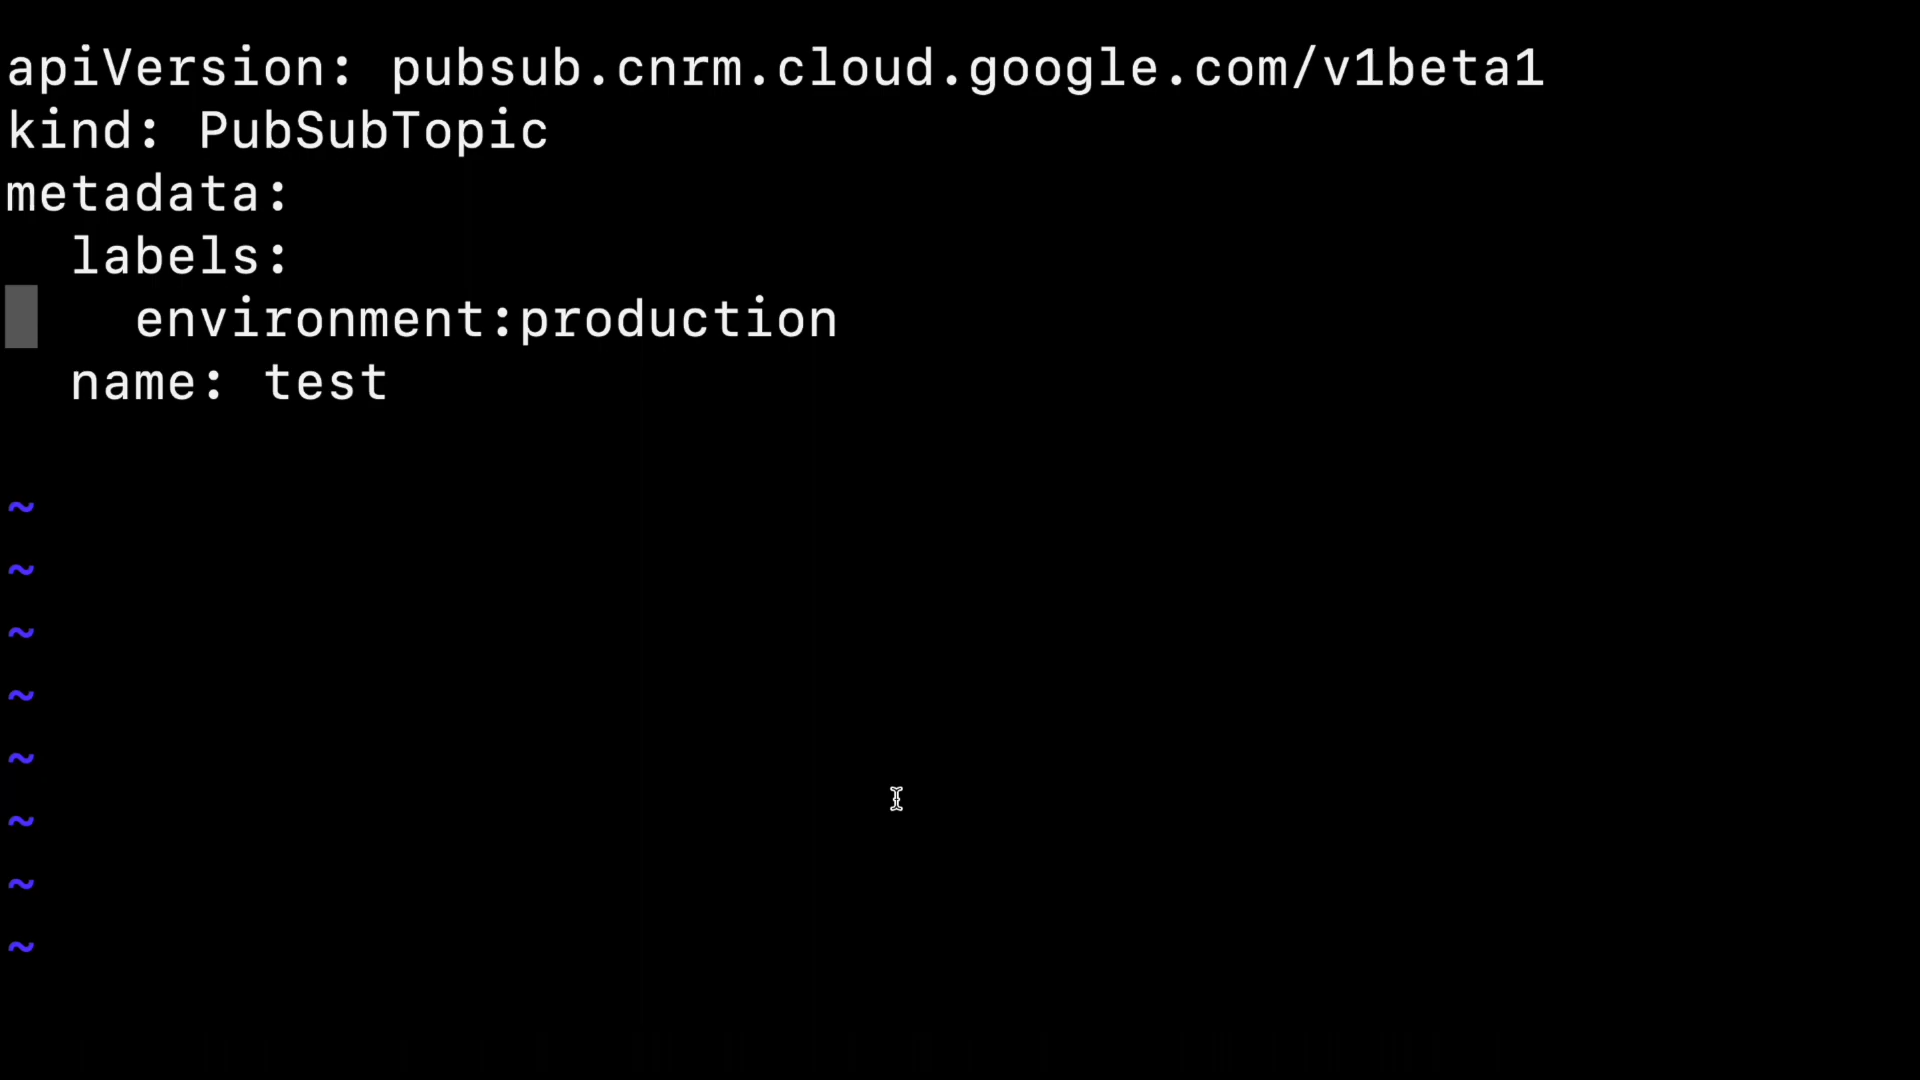 apiVersion: pubsub.cnrm.cloud.google.com/v1beta1
kind: PubSubTopic
metadata:
  labels:
    environment:production
  name: test
~
~
~
~
~
~
~
~